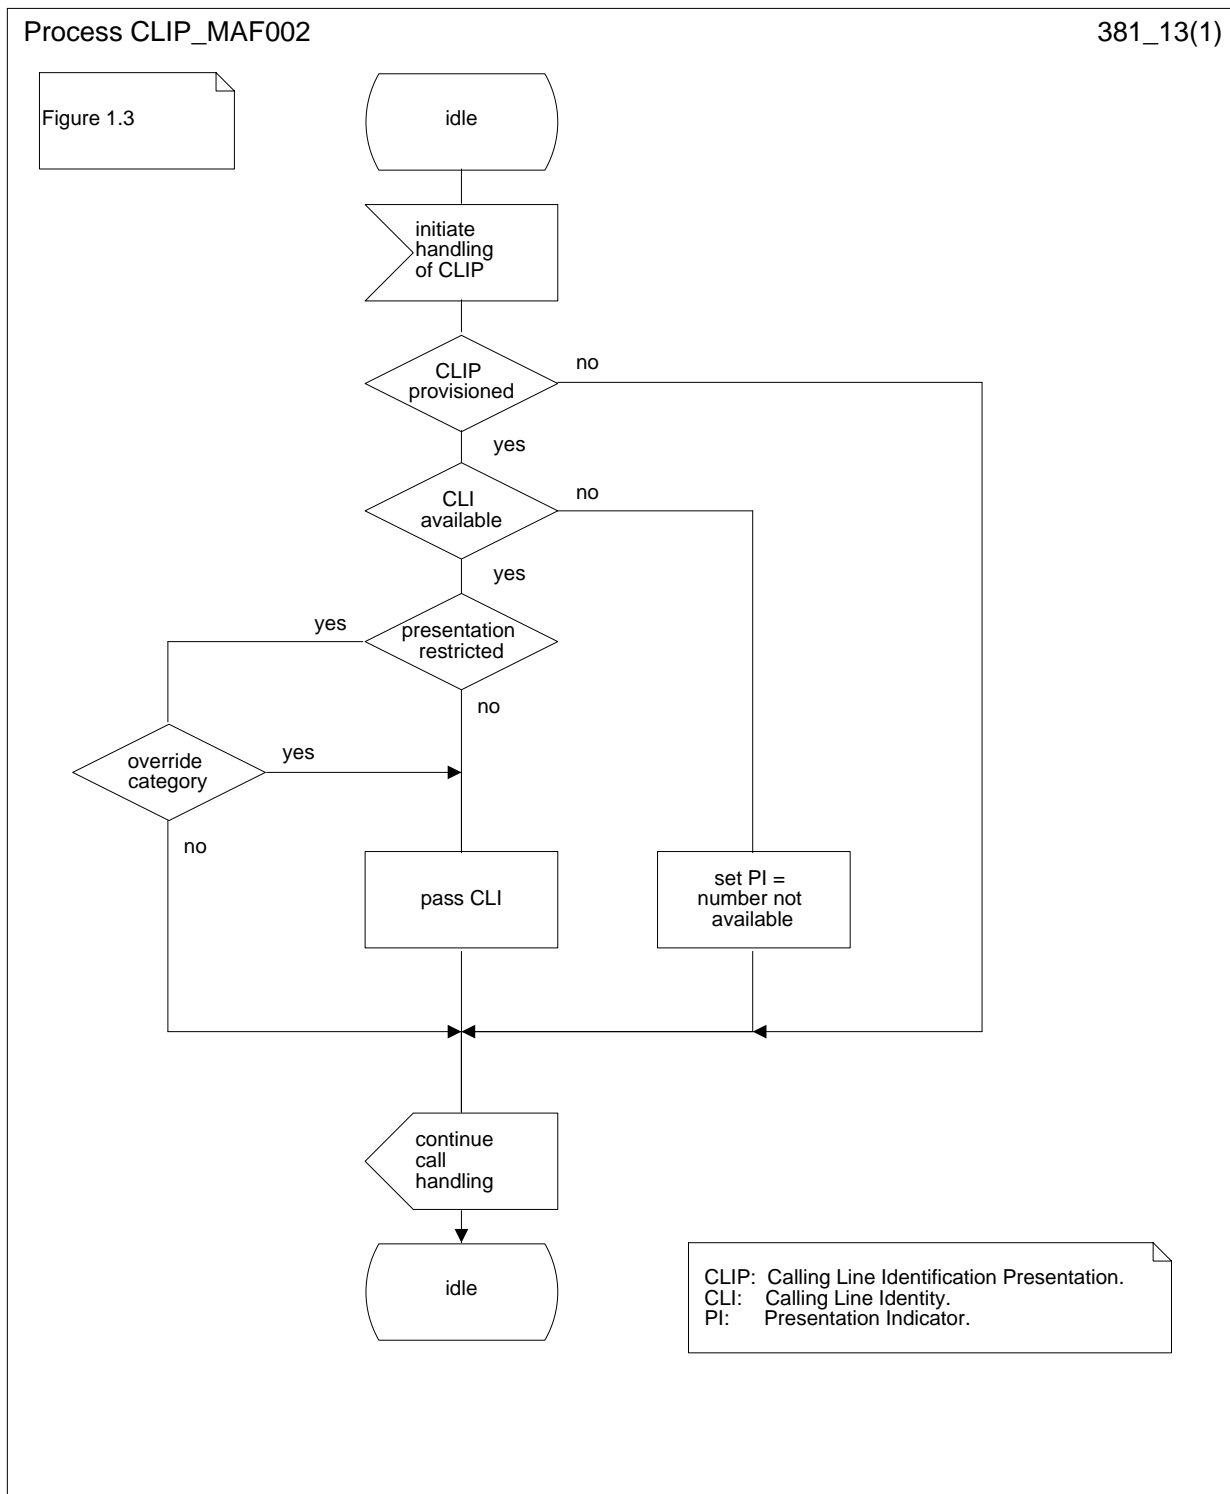 Process CLIP_MAF002
381_13(1)
Figure 1.3
idle
initiate
handling
of CLIP
CLIP
provisioned
no
yes
CLI
available
no
yes
presentation
restricted
yes
no
override
category
yes
no
pass CLI
set PI =
number not
available
continue
call
handling
idle
CLIP: Calling Line Identification Presentation.
CLI: Calling Line Identity.
PI: Presentation Indicator.